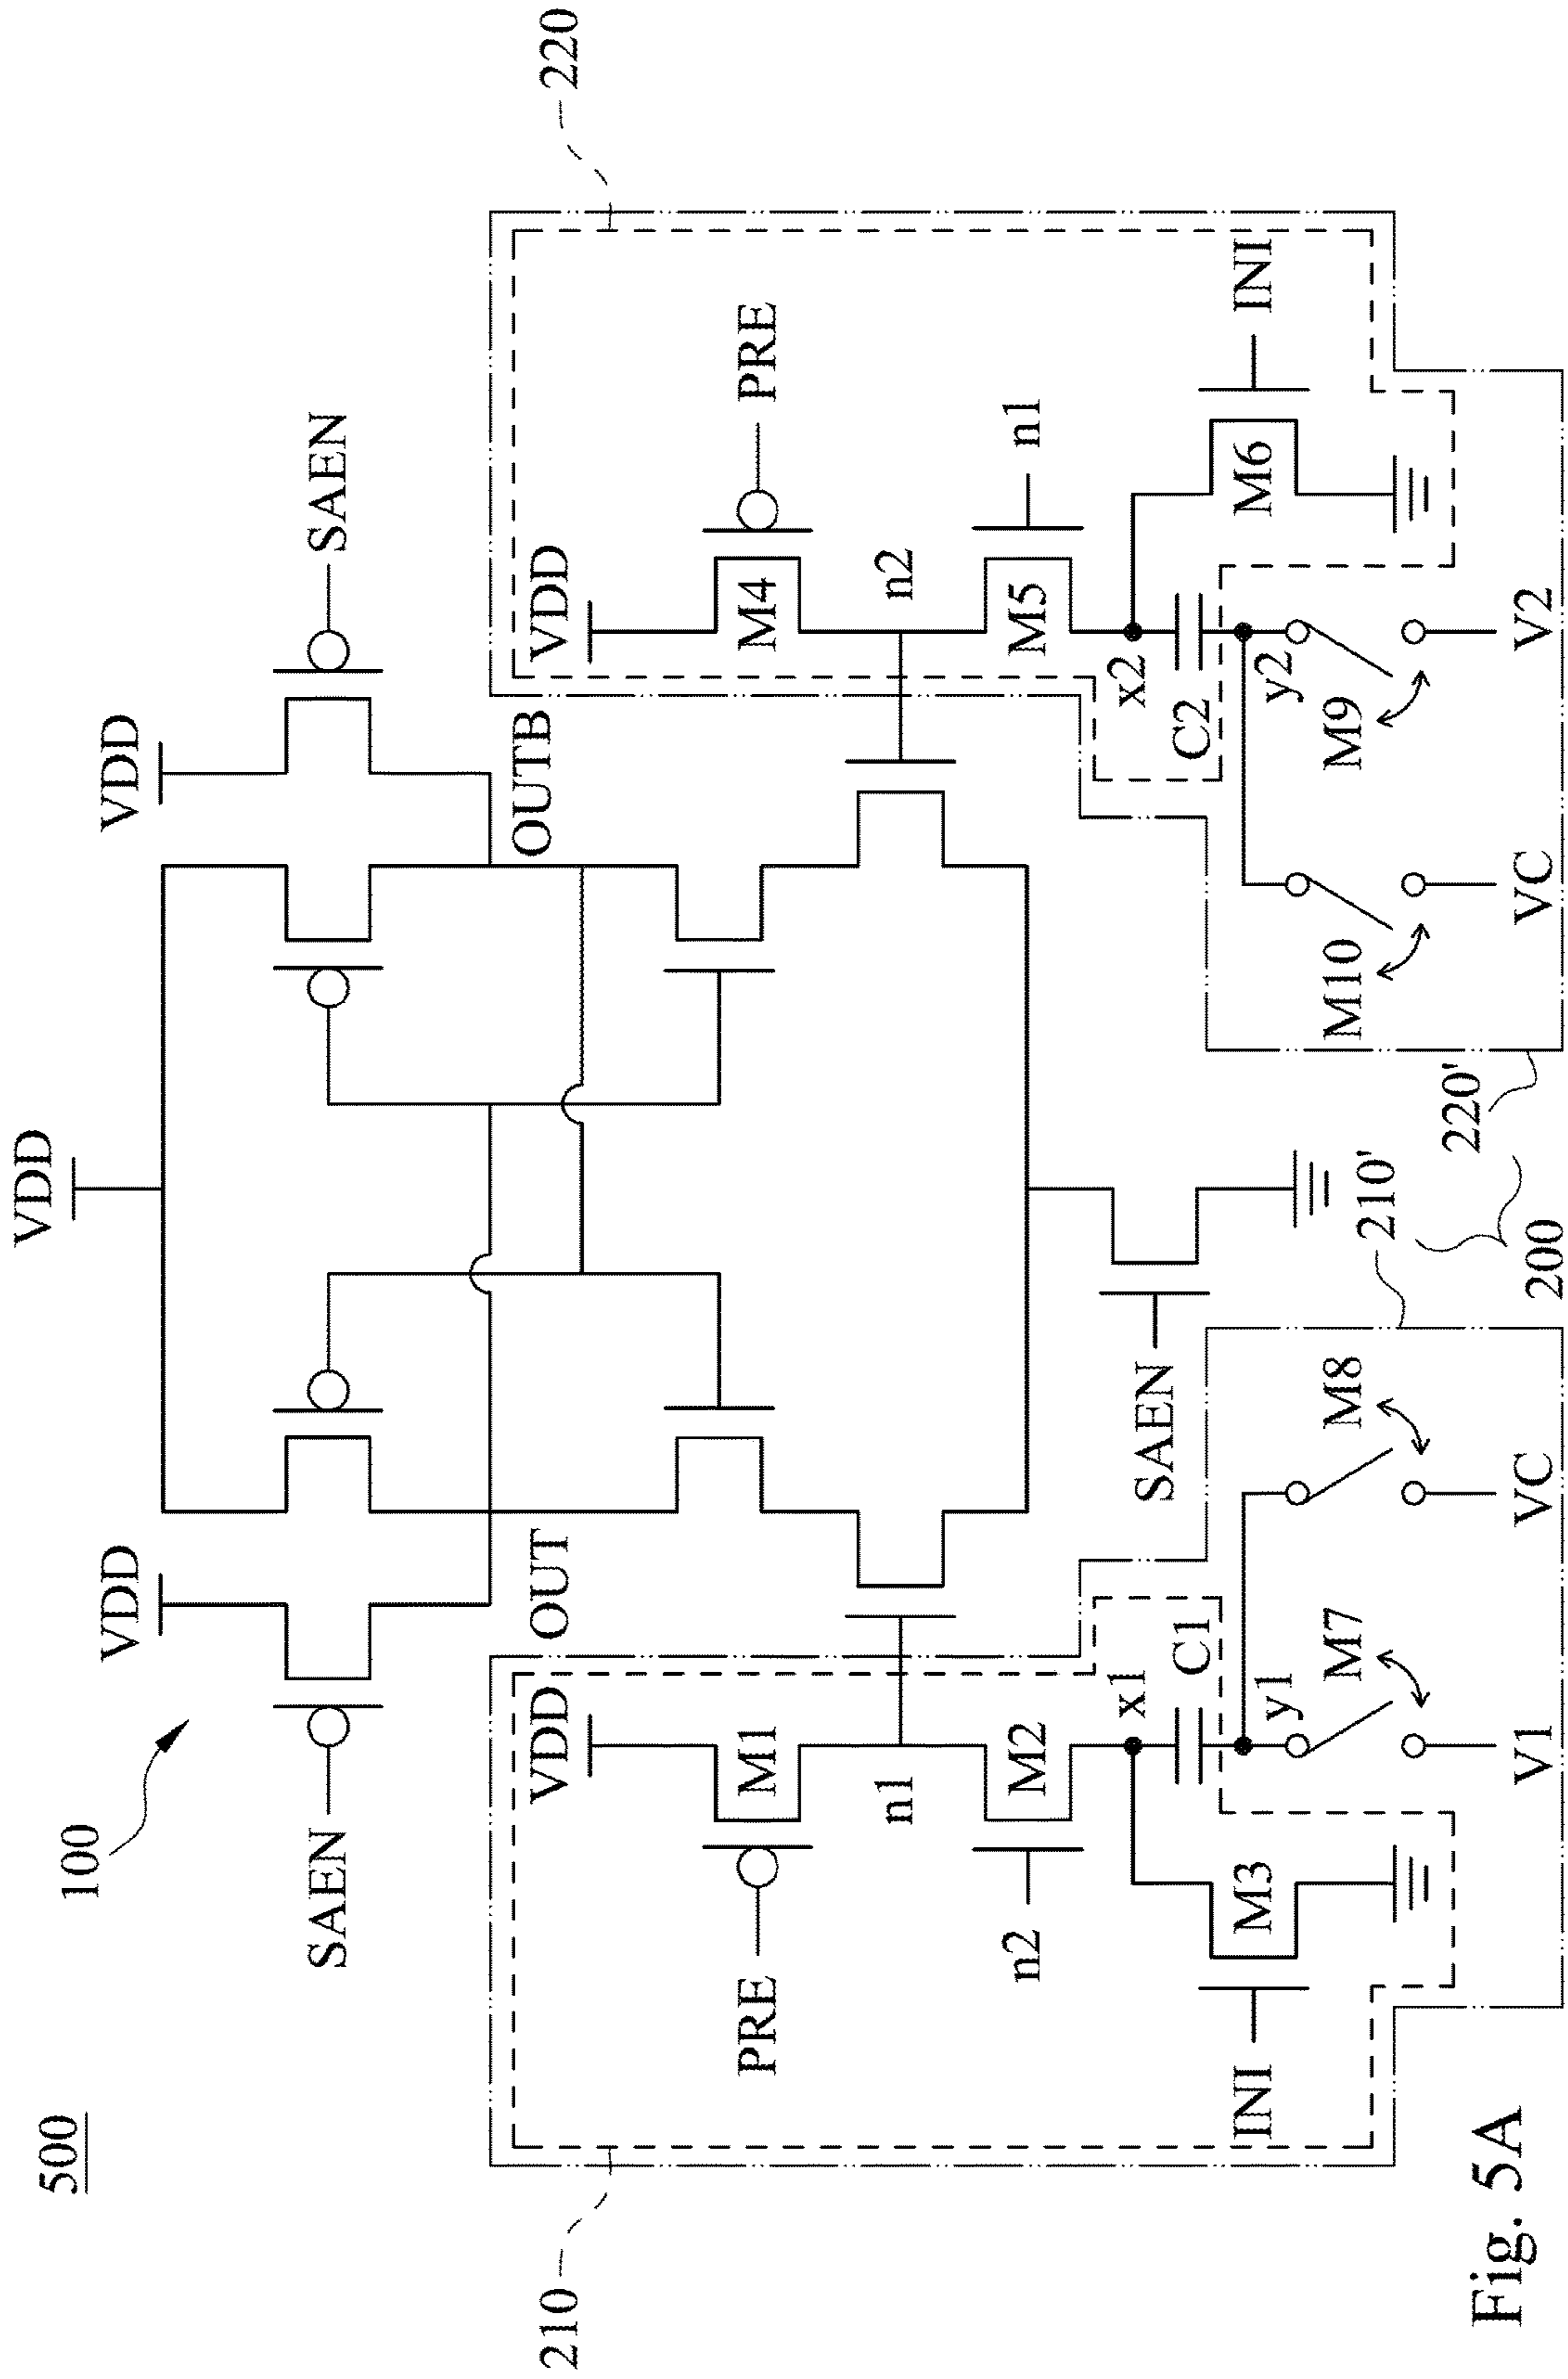 500
100
VDD
VDD
VDD
SAEN
SAEN
OUT
OUTB
210
220
VDD
VDD
PRE
M1
M4
PRE
n1
n2
n2
M2
M5
n1
x1
x2
INI
M3
C1
C2
M6
INI
SAEN
y1
y2
M7
M8
M10
M9
210'
220'
V1
VC
200
VC
V2
Fig. 5A